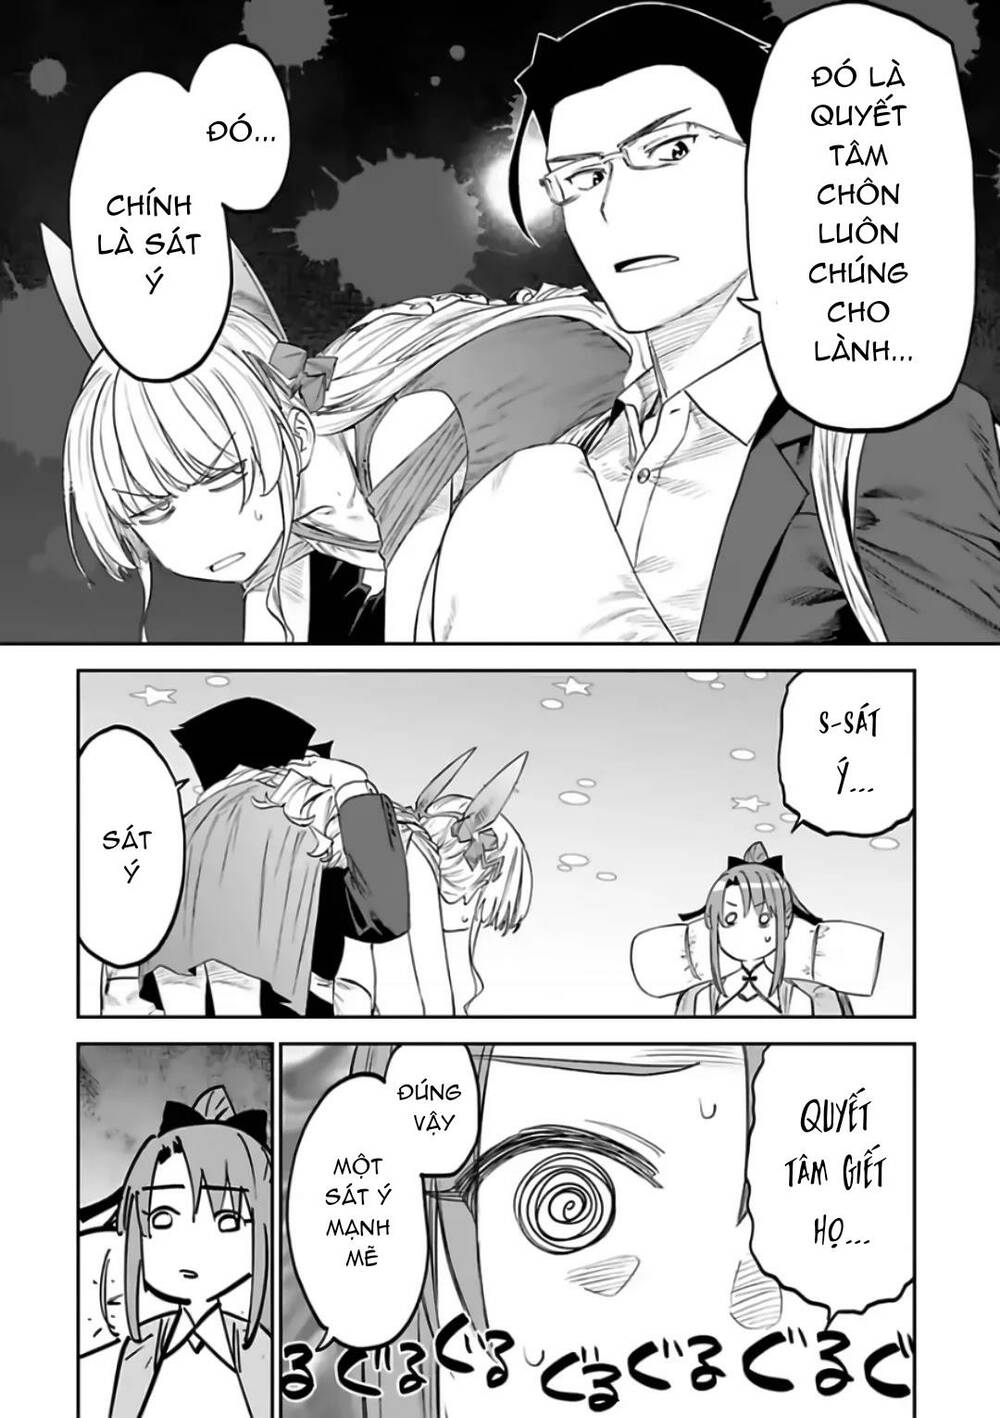 ĐÓ LÀ
QUYẾT
TÂM
CHÔN
LUÔN
CHÚNG
CHO
LÀNH...
ĐÓ...
CHÍNH
LÀ SÁT
Ý
S-SÁT
Ý...
SÁT
Ý
QUYẾT
TÂM GIẾT
HỌ...
ĐÚNG
VẬY
MỘT
SÁT Ý
MẠNH
MẼ
ぐるぐるぐるぐるぐるぐる